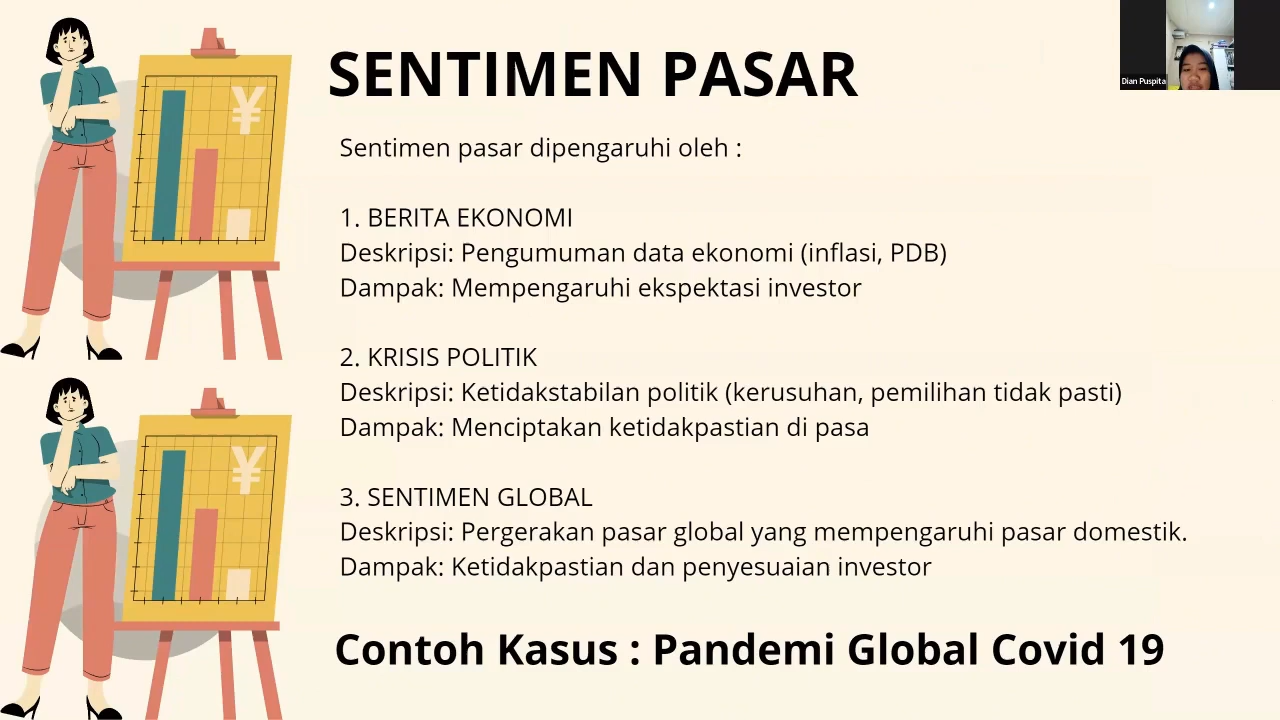 SENTIMEN PASAR
Dian Puspita
Sentimen pasar dipengaruhi oleh :
1. BERITA EKONOMI
Deskripsi: Pengumuman data ekonomi (inflasi, PDB)
Dampak: Mempengaruhi ekspektasi investor
2. KRISIS POLITIK
Deskripsi: Ketidakstabilan politik (kerusuhan, pemilihan tidak pasti)
Dampak: Menciptakan ketidakpastian di pasa
3. SENTIMEN GLOBAL
Deskripsi: Pergerakan pasar global yang mempengaruhi pasar domestik.
Dampak: Ketidakpastian dan penyesuaian investor
Contoh Kasus : Pandemi Global Covid 19
¥
¥